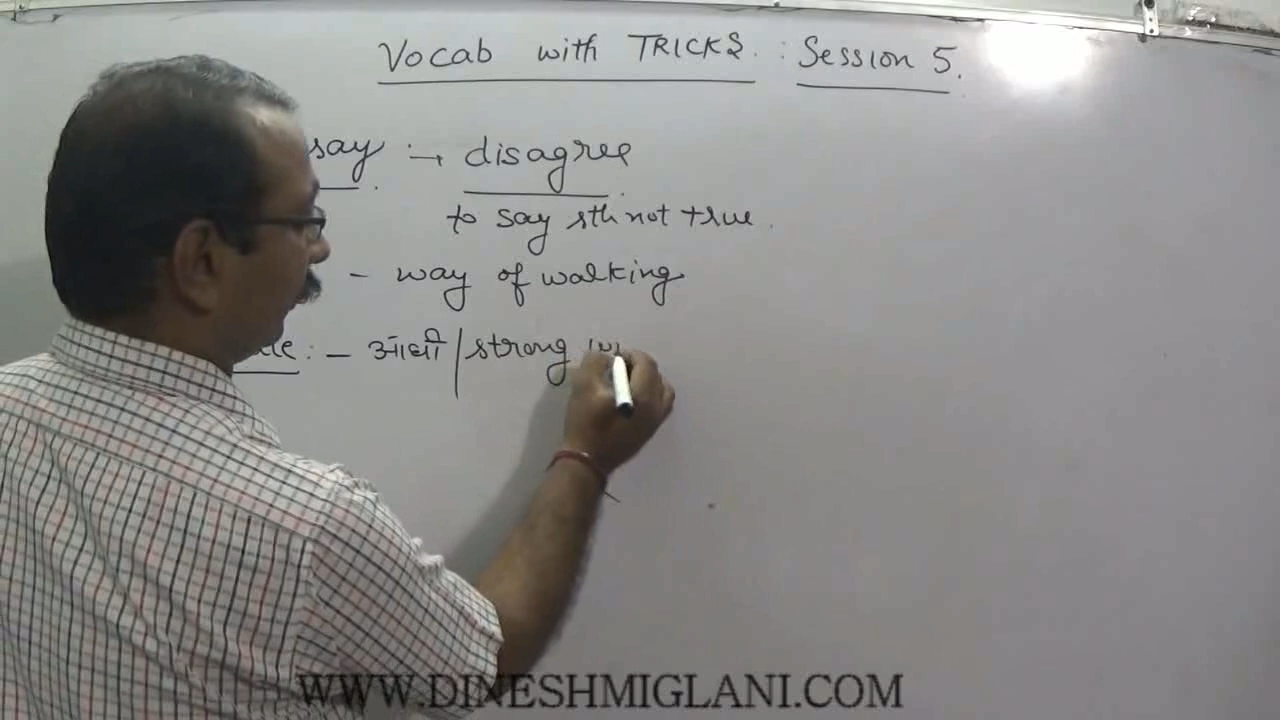 Vocab with TRICKS : Session 5.
say :→ disagree
to say sth not true.
– way of walking
: – आंधी / strong
WWW.DINESHMIGLANI.COM